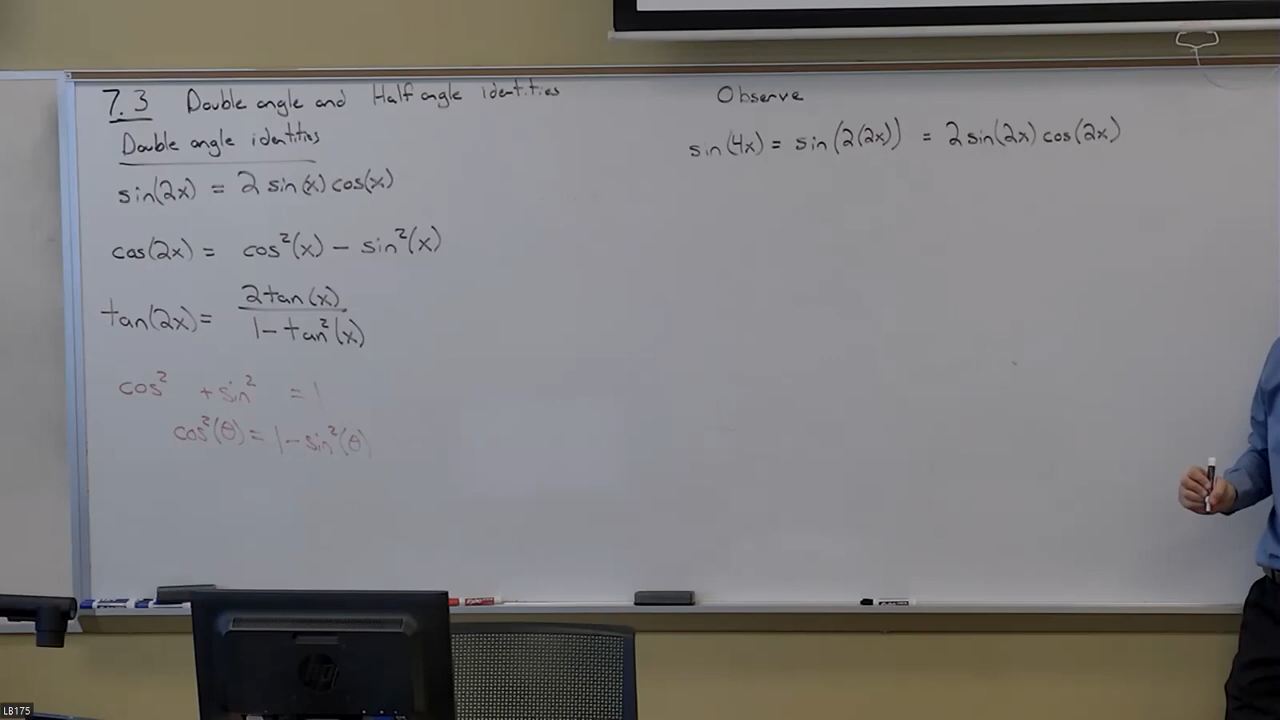 7.3 Double angle and Half angle identities
Double angle identities
sin(2x) = 2 sin(x) cos(x)
cos(2x) = cos²(x) − sin²(x)
tan(2x) = 2tan(x) / 1 − tan²(x)
cos² + sin² = 1
cos²(θ) = 1 − sin²(θ)
Observe
sin(4x) = sin(2(2x)) = 2 sin(2x) cos(2x)
LB175